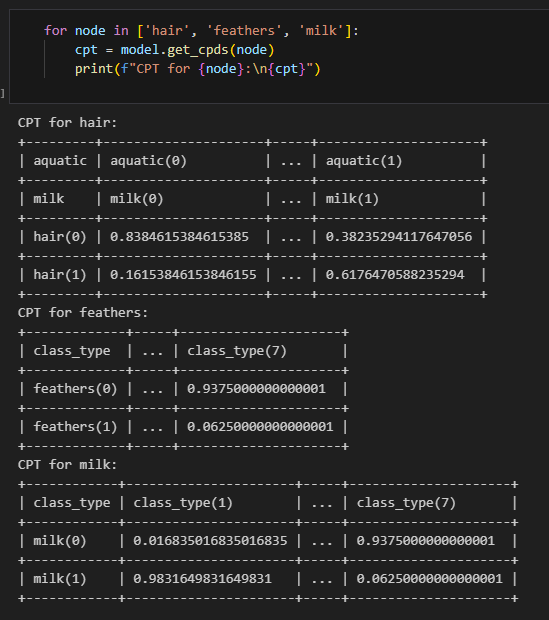 for node in ['hair', 'feathers', 'milk']:
    cpt = model.get_cpds(node)
    print(f"CPT for {node}:\n{cpt}")
]
CPT for hair:
+---------+---------------------+-----+---------------------+
| aquatic | aquatic(0)          | ... | aquatic(1)          |
+---------+---------------------+-----+---------------------+
| milk    | milk(0)             | ... | milk(1)             |
+---------+---------------------+-----+---------------------+
| hair(0) | 0.8384615384615385  | ... | 0.38235294117647056 |
+---------+---------------------+-----+---------------------+
| hair(1) | 0.16153846153846155 | ... | 0.6176470588235294  |
+---------+---------------------+-----+---------------------+
CPT for feathers:
+-------------+-----+---------------------+
| class_type  | ... | class_type(7)       |
+-------------+-----+---------------------+
| feathers(0) | ... | 0.9375000000000001  |
+-------------+-----+---------------------+
| feathers(1) | ... | 0.06250000000000001 |
+-------------+-----+---------------------+
CPT for milk:
+------------+----------------------+-----+---------------------+
| class_type | class_type(1)        | ... | class_type(7)       |
+------------+----------------------+-----+---------------------+
| milk(0)    | 0.016835016835016835 | ... | 0.9375000000000001  |
+------------+----------------------+-----+---------------------+
| milk(1)    | 0.9831649831649831   | ... | 0.06250000000000001 |
+------------+----------------------+-----+---------------------+